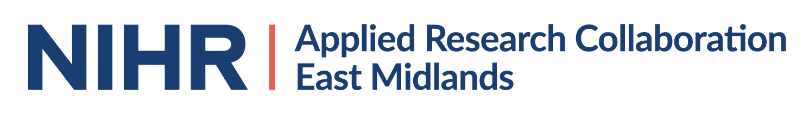 NIHR | Applied Research Collaboration
East Midlands